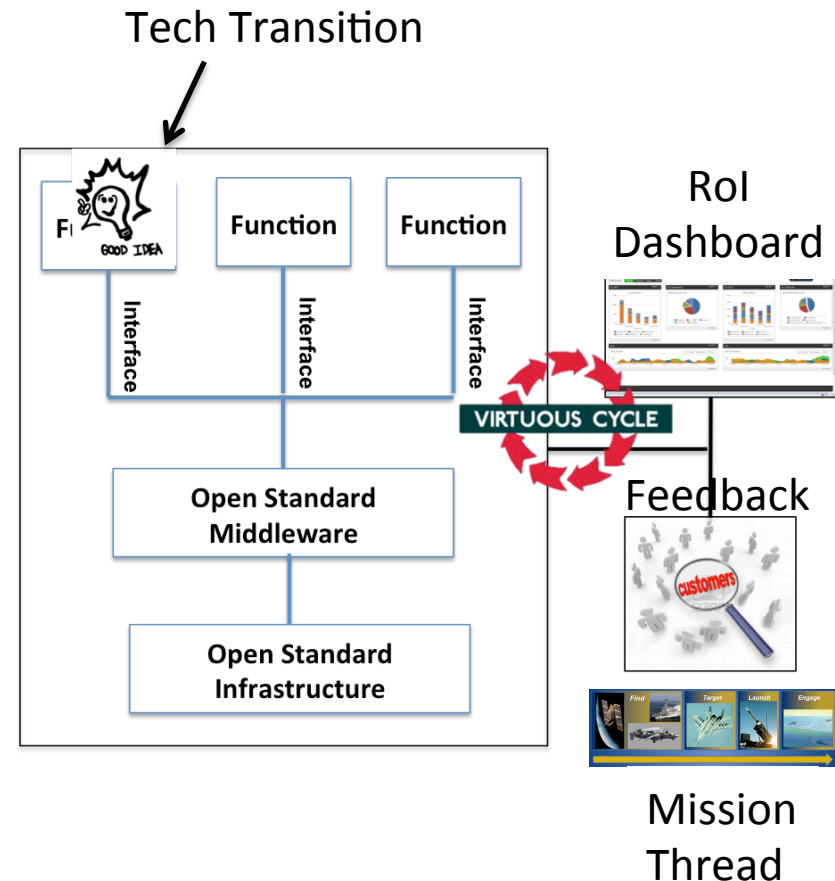 Tech Transition
GOOD IDEA
Function
Function
Interface
Interface
Interface
RoI
Dashboard
VIRTUOUS CYCLE
Open Standard
Middleware
Feedback
customers
Open Standard
Infrastructure
Find
Target
Launch
Engage
Mission
Thread